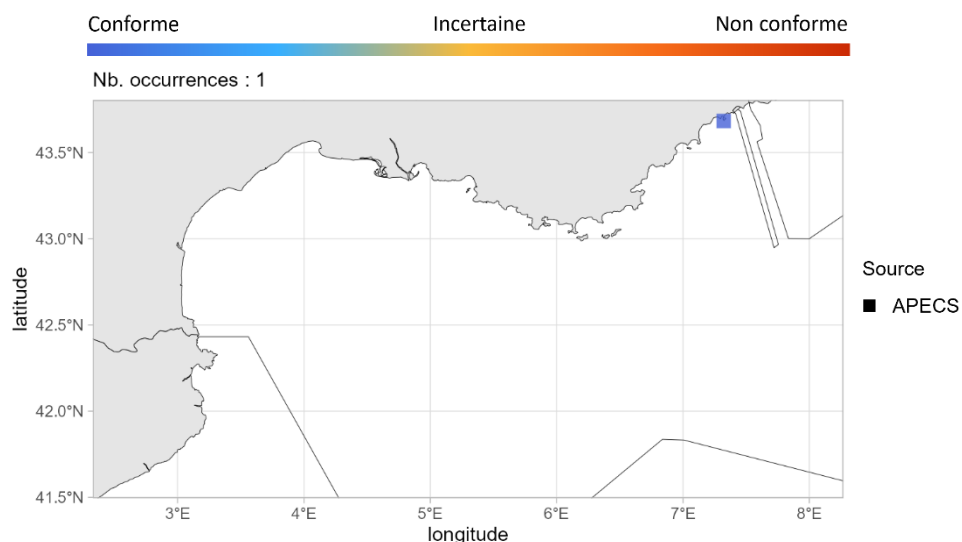 Conforme Incertaine Non conforme
Nb. occurrences : 1
43.5°N
43.0°N
42.5°N
42.0°N
41.5°N
latitude
3°E 4°E 5°E 6°E 7°E 8°E
longitude
Source
APECS